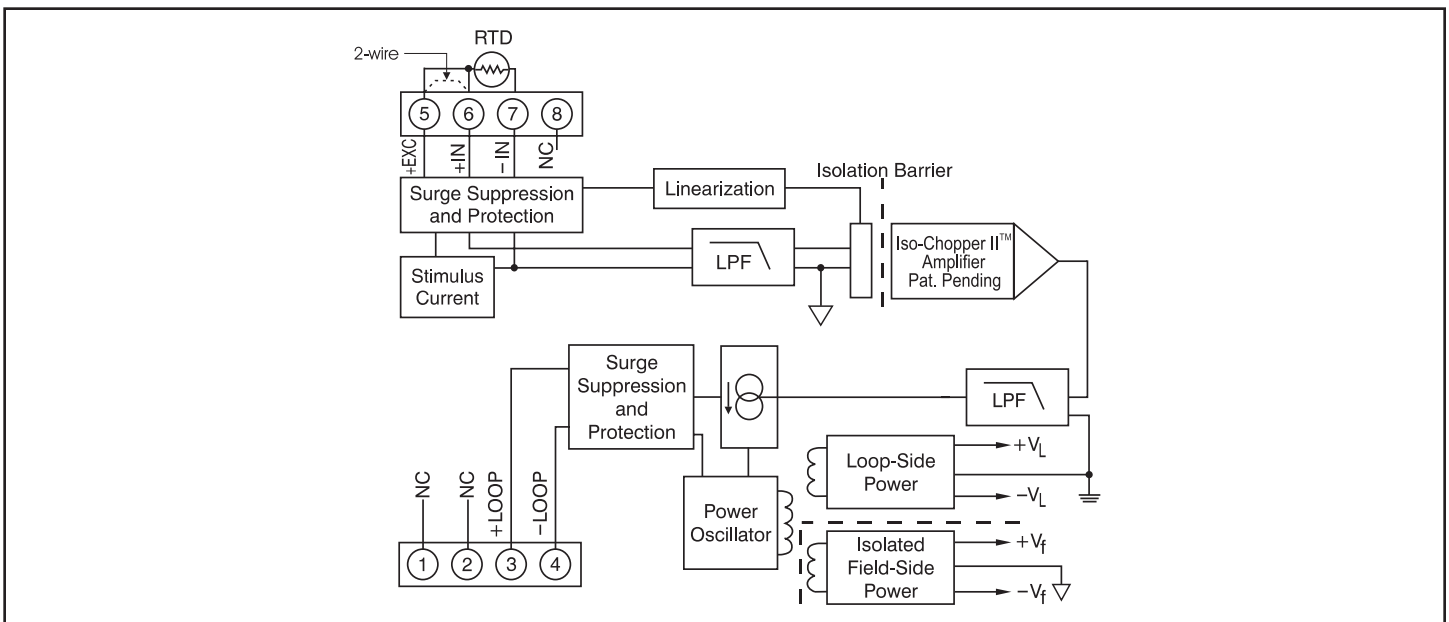 RTD
2-wire
5
6
7
8
+EXC
+IN
−IN
NC
Surge Suppression
and Protection
Linearization
Isolation Barrier
LPF
Stimulus
Current
Iso-Chopper II™
Amplifier
Pat. Pending
Surge
Suppression
and
Protection
LPF
NC
NC
+LOOP
−LOOP
1
2
3
4
Power
Oscillator
Loop-Side
Power
+VL
−VL
Isolated
Field-Side
Power
+Vf
−Vf